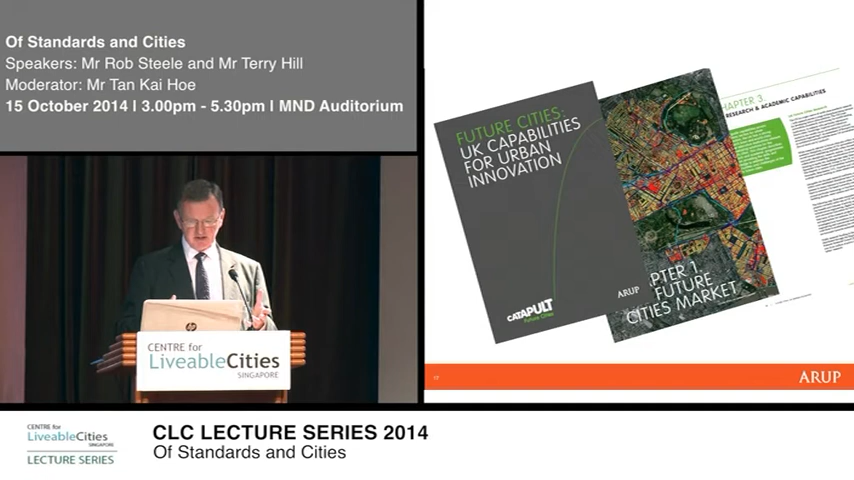 Of Standards and Cities
Speakers: Mr Rob Steele and Mr Terry Hill
Moderator: Mr Tan Kai Hoe
15 October 2014 | 3.00pm - 5.30pm | MND Auditorium
FUTURE CITIES:
UK CAPABILITIES
FOR URBAN
INNOVATION
CATAPULT
Future Cities
ARUP
PTER 1
FUTURE
CITIES MARKET
HAPTER 3
RESEARCH & ACADEMIC CAPABILITIES
ARUP
hp
CENTRE for
LiveableCities
SINGAPORE
CENTRE for
LiveableCities
SINGAPORE
LECTURE SERIES
CLC LECTURE SERIES 2014
Of Standards and Cities